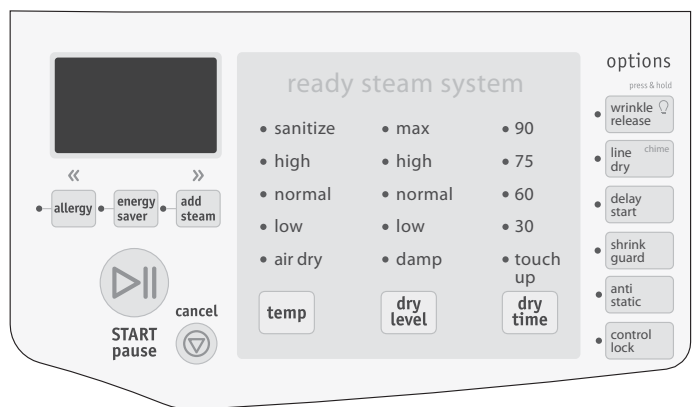 options
press & hold
ready steam system
wrinkle
release
line
dry
chime
delay
start
shrink
guard
anti
static
control
lock
« »
allergy
energy
saver
add
steam
• sanitize
• high
• normal
• low
• air dry
temp
• max
• high
• normal
• low
• damp
dry
level
• 90
• 75
• 60
• 30
• touch
up
dry
time
START
pause
cancel